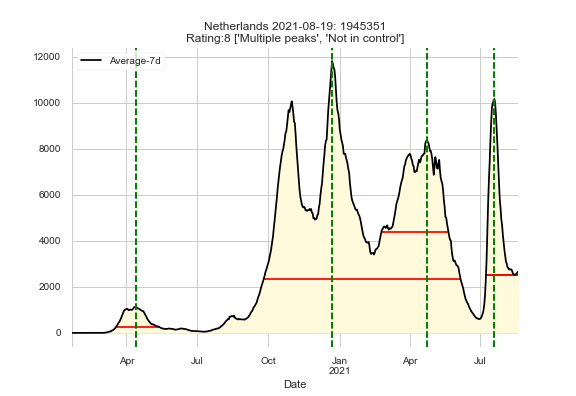 Netherlands 2021-08-19: 1945351
Rating:8 ['Multiple peaks', 'Not in control']
Average-7d
12000
10000
8000
6000
4000
2000
0
Apr Jul Oct Jan Apr Jul
2021
Date